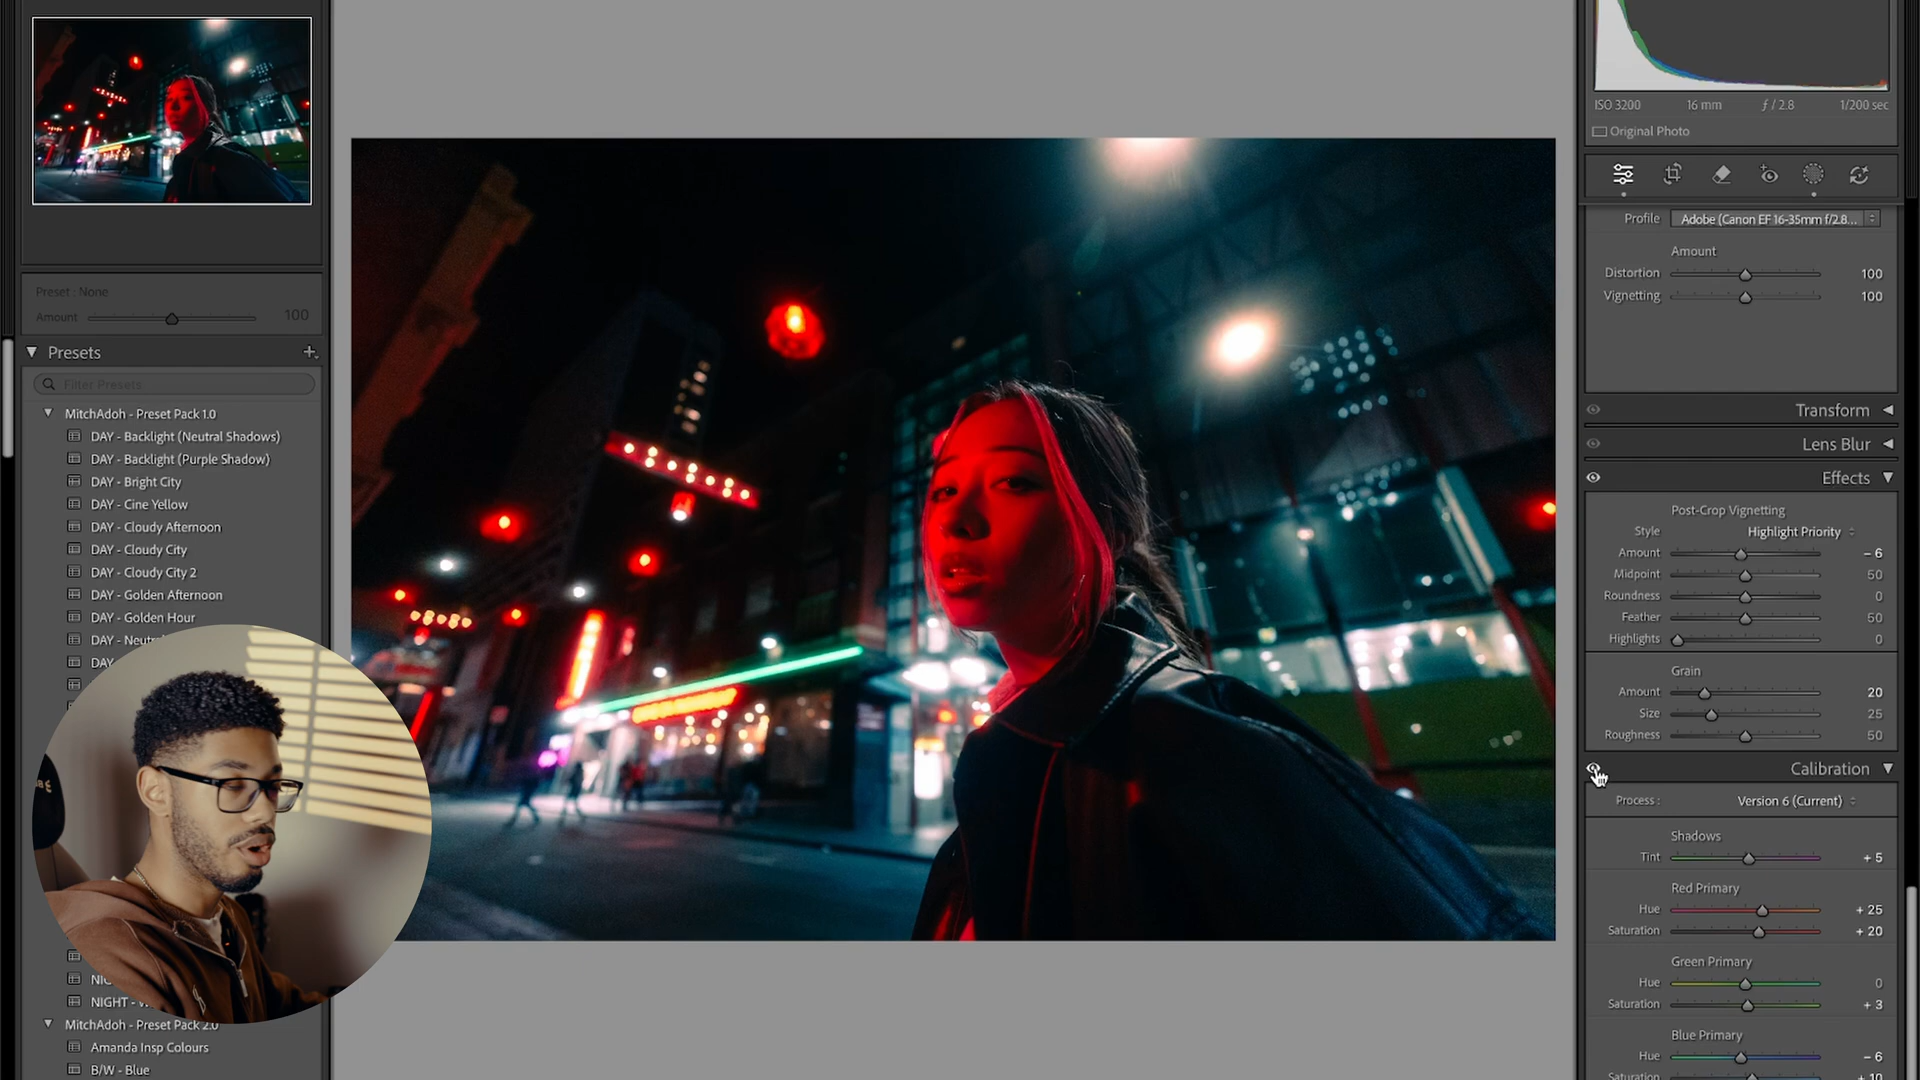 Preset : None
Amount 100
Presets
Filter Presets
MitchAdoh - Preset Pack 1.0
DAY - Backlight (Neutral Shadows)
DAY - Backlight (Purple Shadow)
DAY - Bright City
DAY - Cine Yellow
DAY - Cloudy Afternoon
DAY - Cloudy City
DAY - Cloudy City 2
DAY - Golden Afternoon
DAY - Golden Hour
DAY - Neutr
DAY
NIG
NIGHT -
MitchAdoh - Preset Pack 2.0
Amanda Insp Colours
B/W - Blue
ISO 3200 16 mm ƒ / 2.8 1/200 sec
Original Photo
Profile Adobe (Canon EF 16-35mm f/2.8...
Amount
Distortion 100
Vignetting 100
Transform
Lens Blur
Effects
Post-Crop Vignetting
Style Highlight Priority
Amount - 6
Midpoint 50
Roundness 0
Feather 50
Highlights 0
Grain
Amount 20
Size 25
Roughness 50
Calibration
Process : Version 6 (Current)
Shadows
Tint + 5
Red Primary
Hue + 25
Saturation + 20
Green Primary
Hue 0
Saturation + 3
Blue Primary
Hue - 6
Saturation + 10